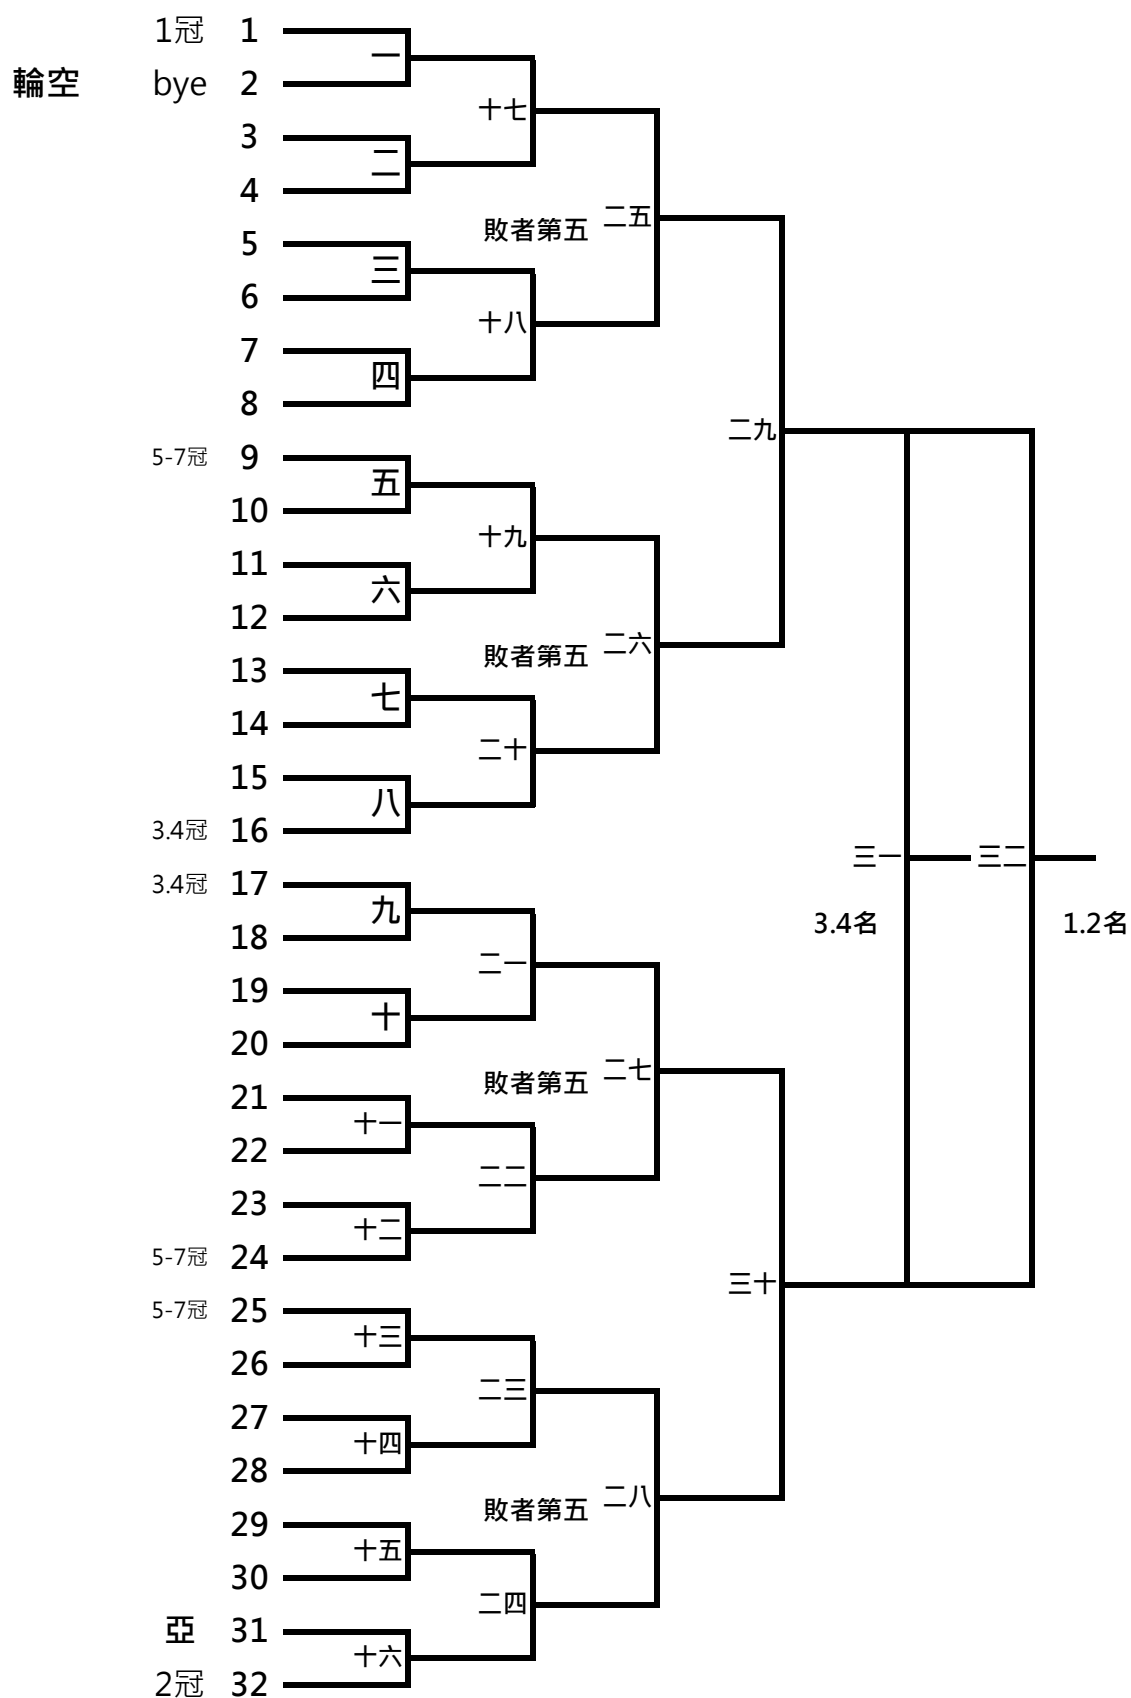 1冠 1
一
輪空 bye 2
十七
3
二
4
二五
敗者第五
5
三
6
十八
7
四
8
二九
5-7冠 9
五
10
十九
11
六
12
二六
敗者第五
13
七
14
二十
15
八
3.4冠 16
三一 三二
3.4冠 17
九
3.4名 1.2名
18
二一
19
十
20
二七
敗者第五
21
十一
22
二二
23
十二
5-7冠 24
三十
5-7冠 25
十三
26
二三
27
十四
28
二八
敗者第五
29
十五
30
二四
亞 31
十六
2冠 32